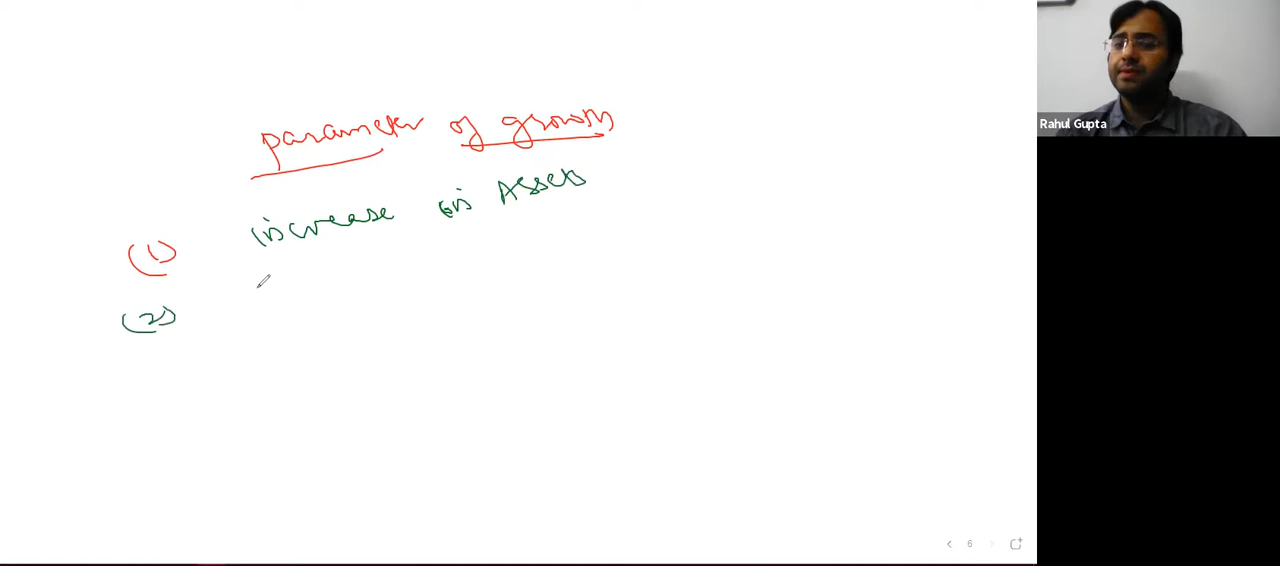 parameter of growth
(1) increase in Assets
(2)
Rahul Gupta
6